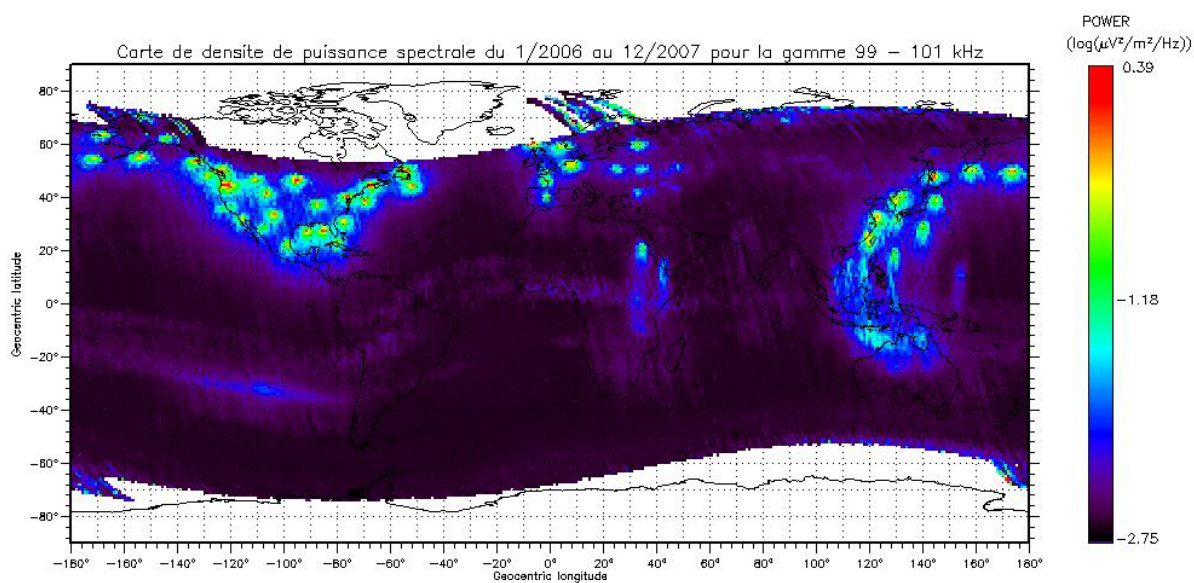 POWER
(log(μV²/m²/Hz))
Carte de densite de puissance spectrale du 1/2006 au 12/2007 pour la gamme 99 – 101 kHz
0.39
-1.18
-2.75
Geocentric latitude
80°
60°
40°
20°
0°
-20°
-40°
-60°
-80°
-180° -160° -140° -120° -100° -80° -60° -40° -20° 0° 20° 40° 60° 80° 100° 120° 140° 160° 180°
Geocentric longitude